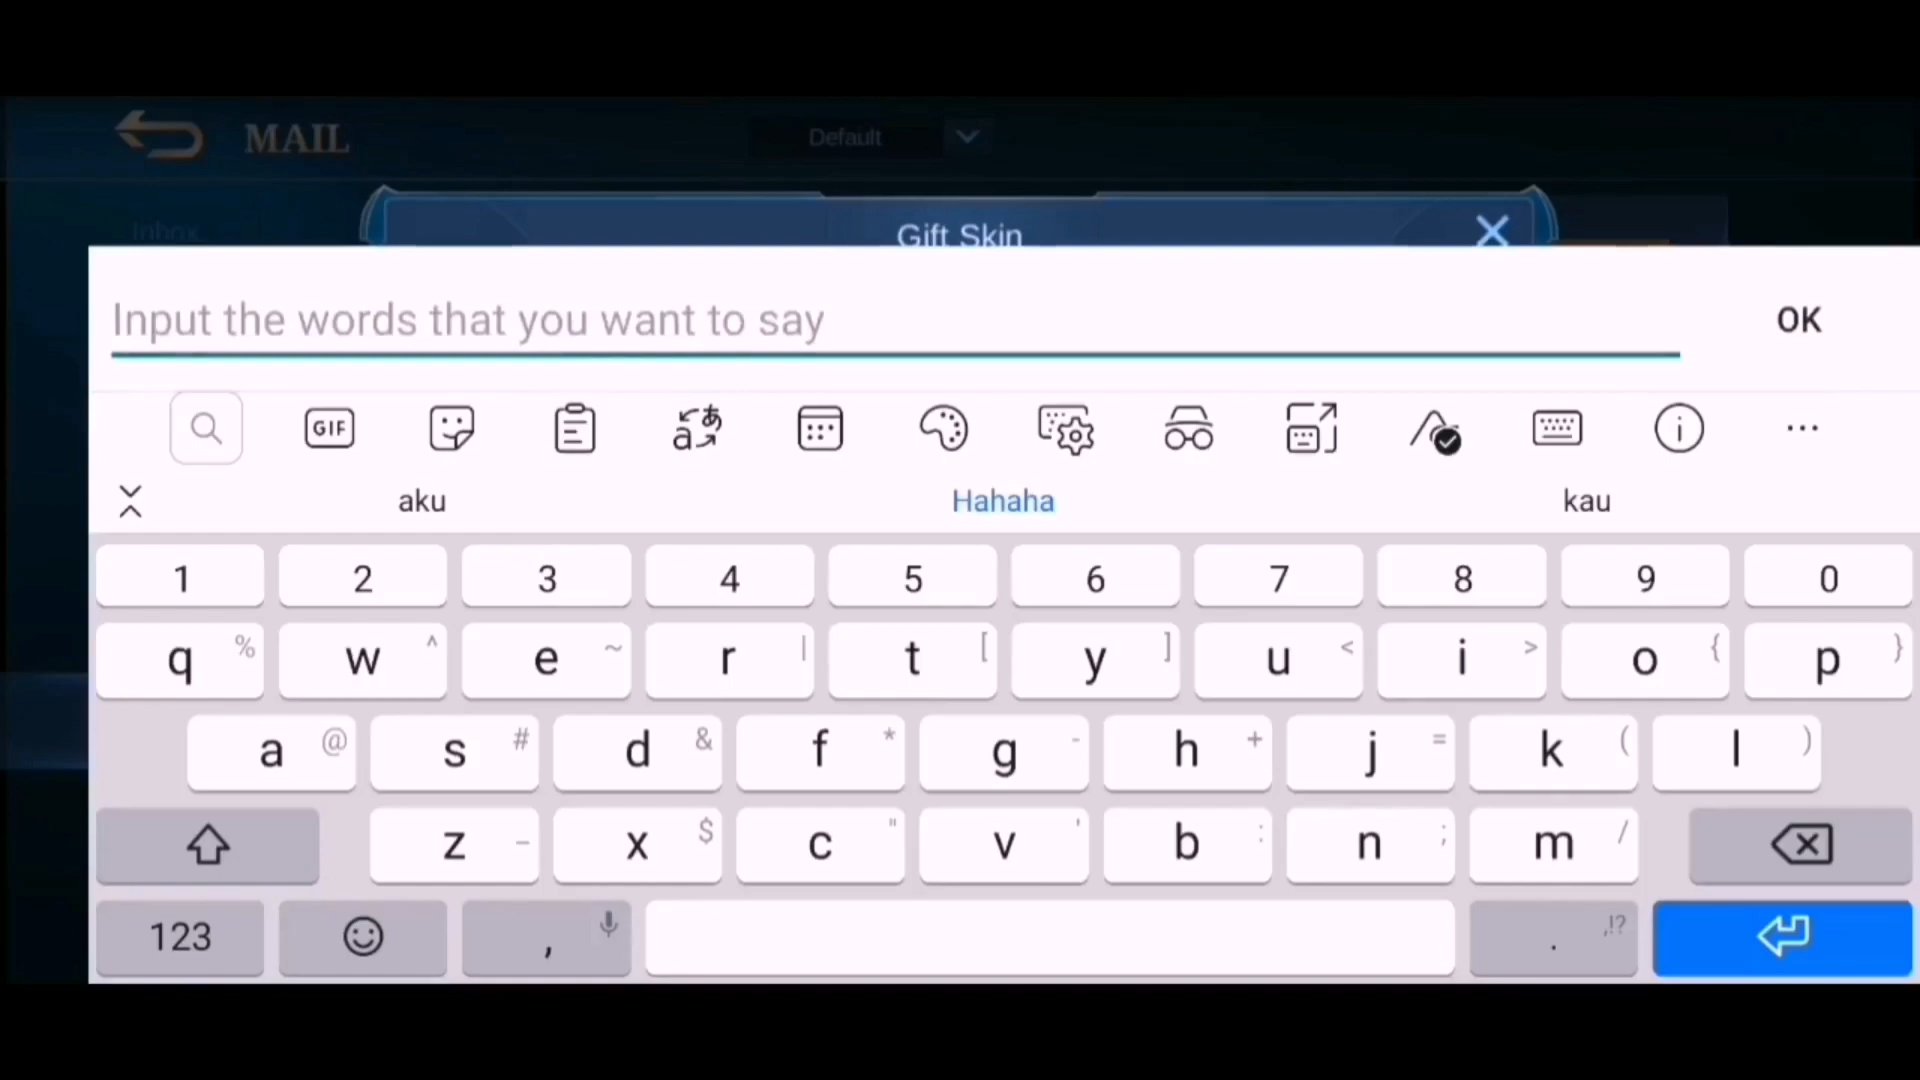 MAIL
Default
Inbox
Gift Skin
Input the words that you want to say
OK
GIF
a あ
aku Hahaha kau
1 2 3 4 5 6 7 8 9 0
q % w ^ e ~ r | t [ y ] u < i > o { p }
a @ s # d & f * g - h + j = k ( l )
z _ x $ c " v ' b : n ; m /
123 , . ,!?